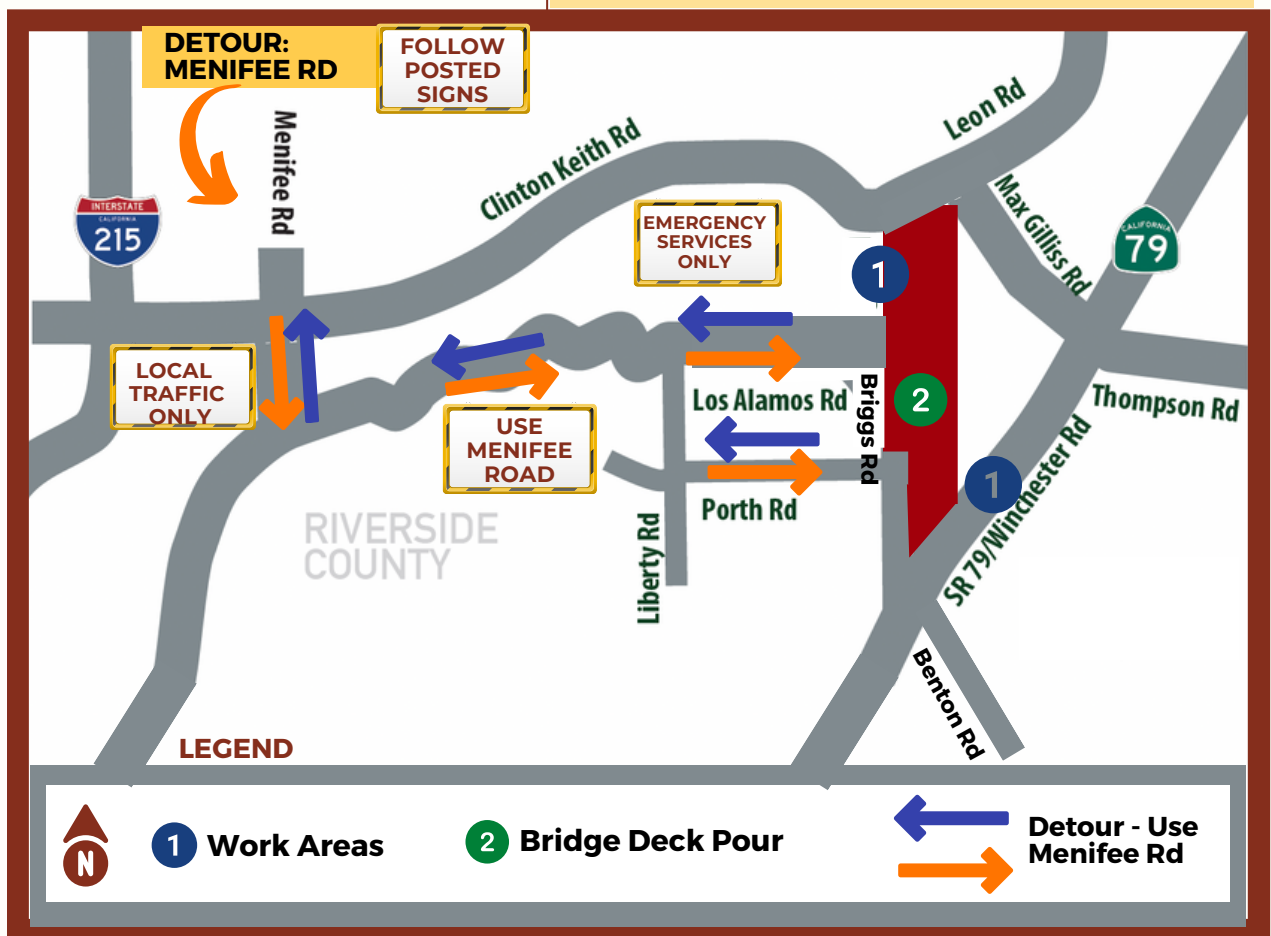 DETOUR:
MENIFEE RD
FOLLOW
POSTED
SIGNS
Menifee Rd
Clinton Keith Rd
Leon Rd
INTERSTATE
CALIFORNIA
215
EMERGENCY
SERVICES
ONLY
1
Max Gilliss Rd
CALIFORNIA
79
LOCAL
TRAFFIC
ONLY
USE
MENIFEE
ROAD
Los Alamos Rd
Briggs Rd
2
Thompson Rd
Porth Rd
1
SR 79/Winchester Rd
RIVERSIDE
COUNTY
Liberty Rd
Benton Rd
LEGEND
N
1 Work Areas
2 Bridge Deck Pour
Detour - Use
Menifee Rd